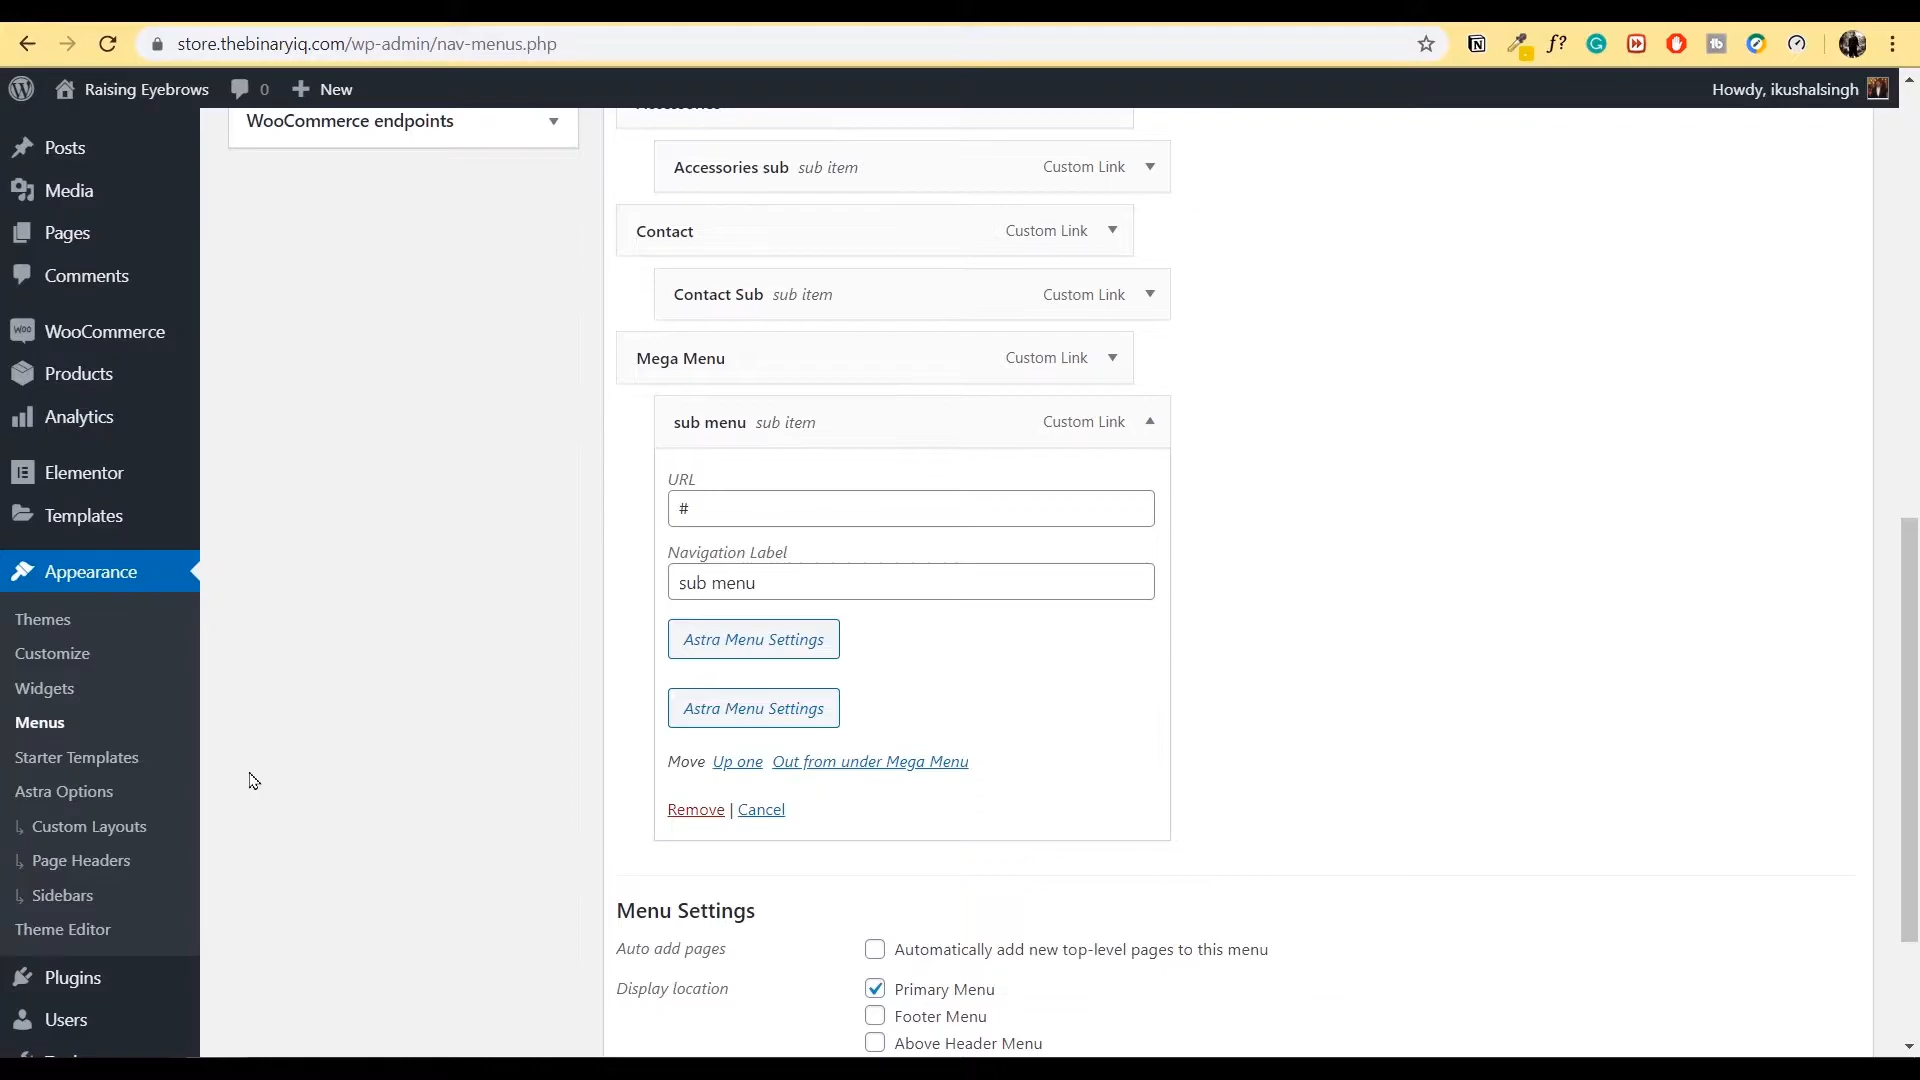 store.thebinaryiq.com/wp-admin/nav-menus.php
Raising Eyebrows 0 New Howdy, ikushalsingh
WooCommerce endpoints
Posts
Media
Pages
Comments
WooCommerce
Products
Analytics
Elementor
Templates
Appearance
Themes
Customize
Widgets
Menus
Starter Templates
Astra Options
Custom Layouts
Page Headers
Sidebars
Theme Editor
Plugins
Users
Accessories sub sub item Custom Link
Contact Custom Link
Contact Sub sub item Custom Link
Mega Menu Custom Link
sub menu sub item Custom Link
URL
#
Navigation Label
sub menu
Astra Menu Settings
Astra Menu Settings
Move Up one Out from under Mega Menu
Remove | Cancel
Menu Settings
Auto add pages Automatically add new top-level pages to this menu
Display location Primary Menu
Footer Menu
Above Header Menu